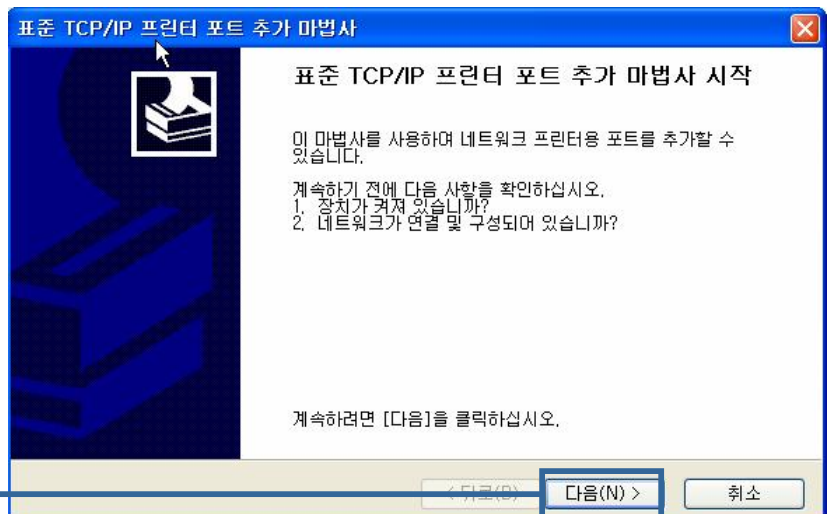 표준 TCP/IP 프린터 포트 추가 마법사
표준 TCP/IP 프린터 포트 추가 마법사 시작
이 마법사를 사용하여 네트워크 프린터용 포트를 추가할 수
있습니다.
계속하기 전에 다음 사항을 확인하십시오.
1. 장치가 켜져 있습니까?
2. 네트워크가 연결 및 구성되어 있습니까?
계속하려면 [다음]을 클릭하십시오.
< 뒤로(B) 다음(N) > 취소